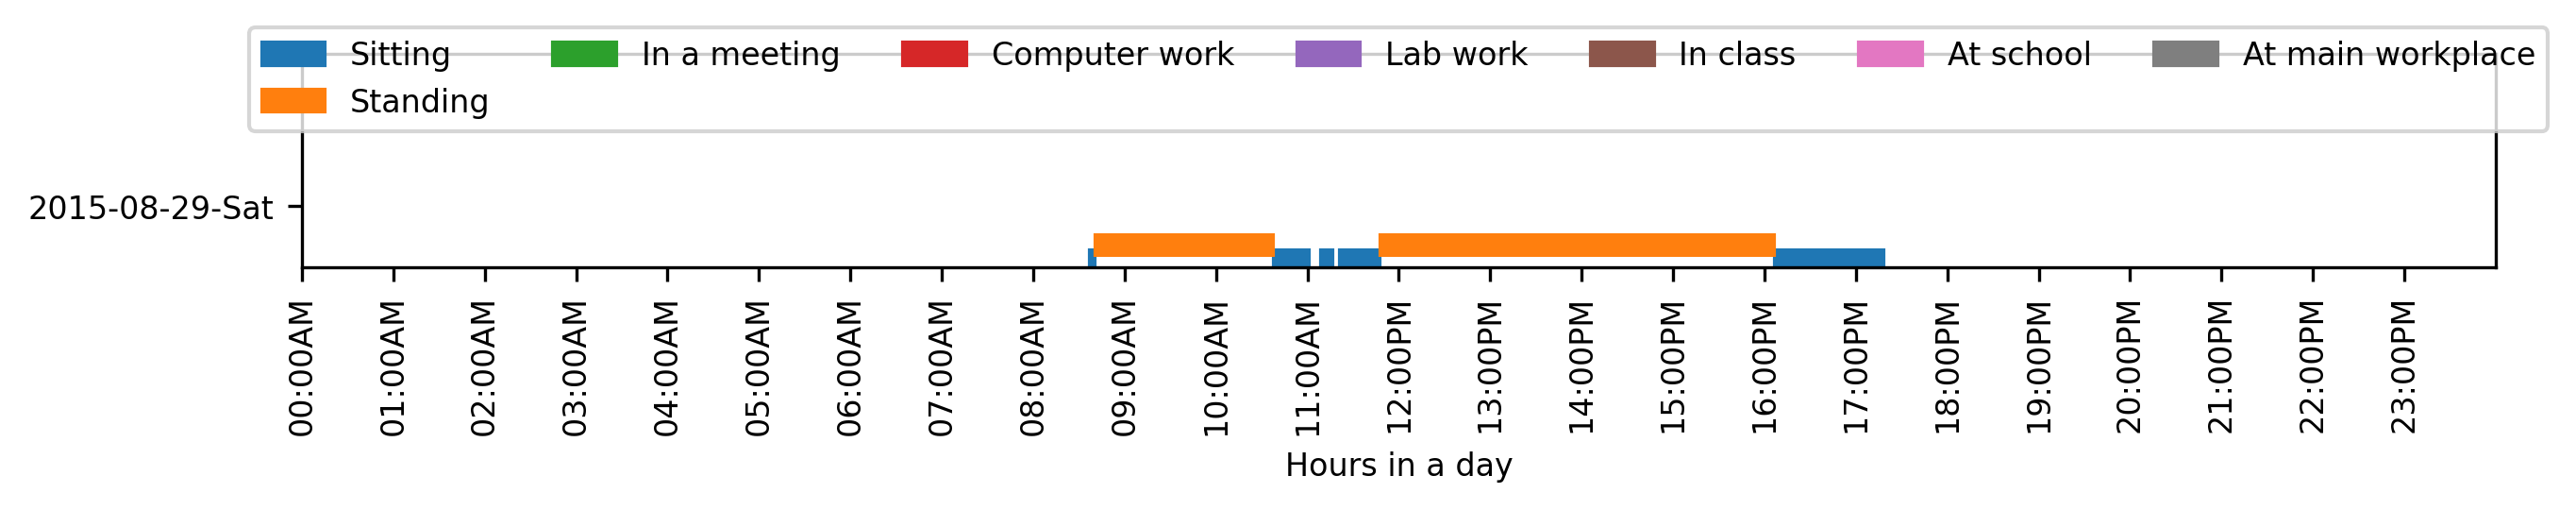 Sitting In a meeting Computer work Lab work In class At school At main workplace
Standing
2015-08-29-Sat
00:00AM
01:00AM
02:00AM
03:00AM
04:00AM
05:00AM
06:00AM
07:00AM
08:00AM
09:00AM
10:00AM
11:00AM
12:00PM
13:00PM
14:00PM
15:00PM
16:00PM
17:00PM
18:00PM
19:00PM
20:00PM
21:00PM
22:00PM
23:00PM
Hours in a day